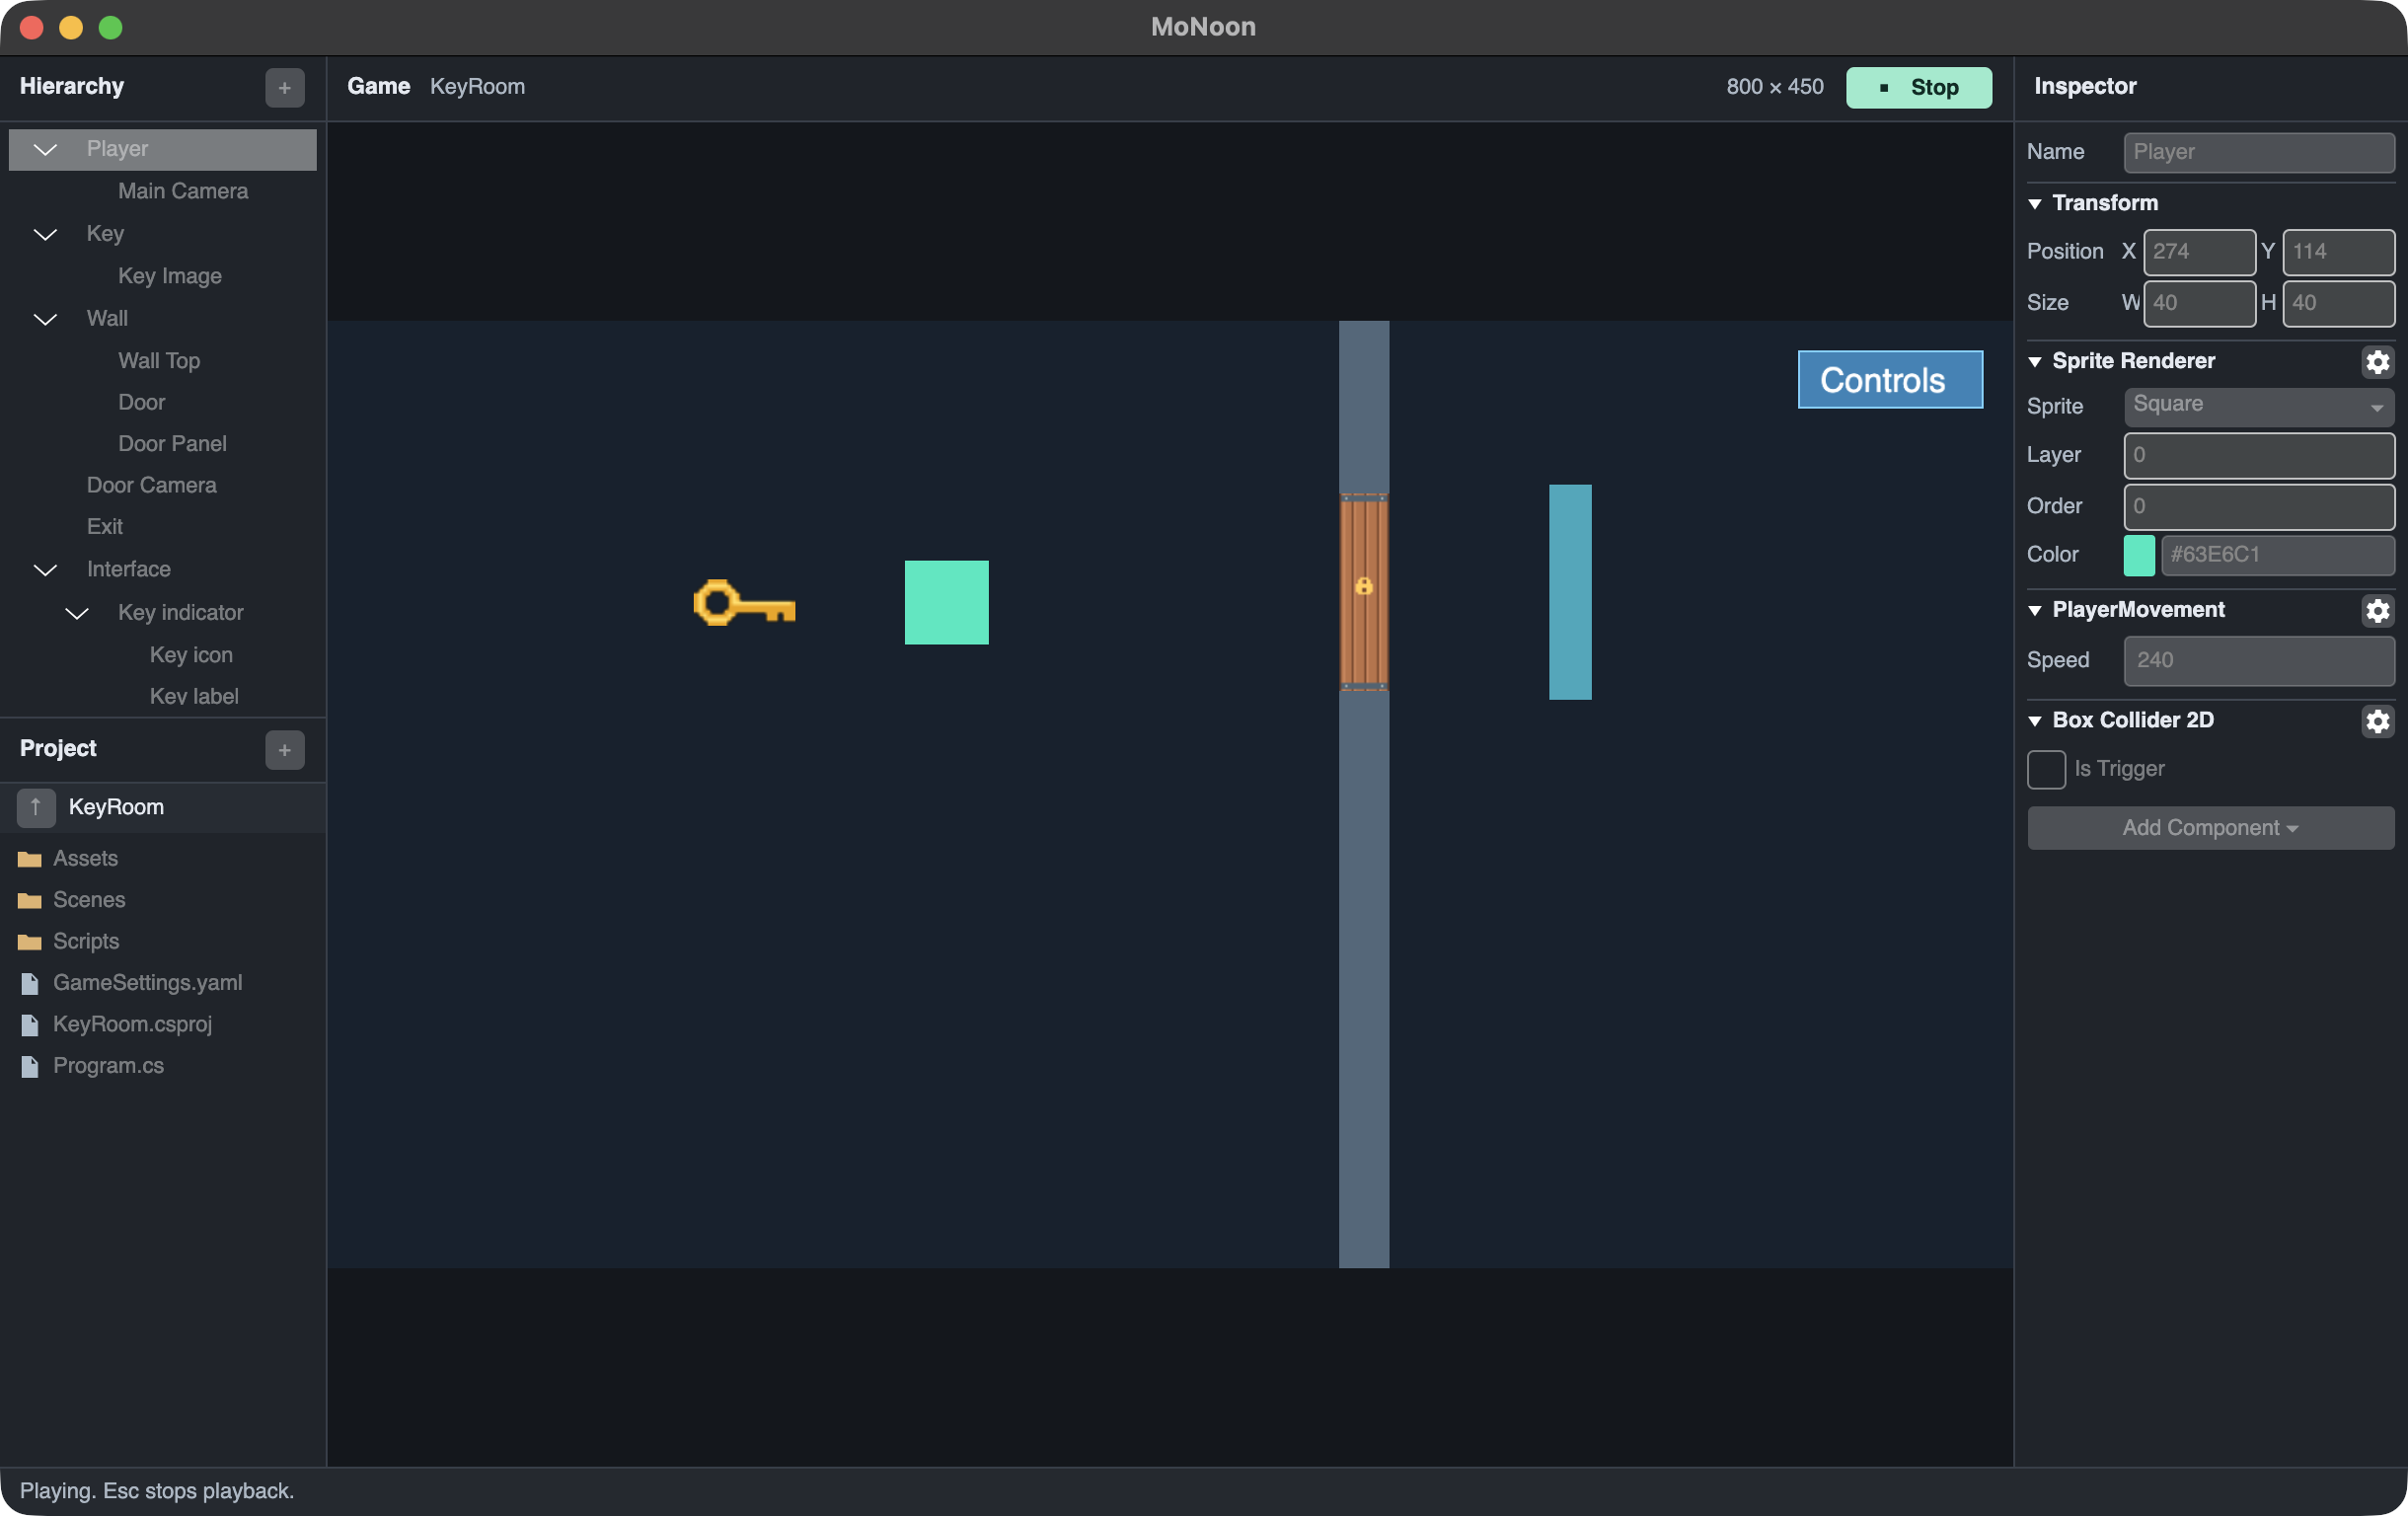 MoNoon
Hierarchy +
Player
Main Camera
Key
Key Image
Wall
Wall Top
Door
Door Panel
Door Camera
Exit
Interface
Key indicator
Key icon
Key label
Project +
↑ KeyRoom
Assets
Scenes
Scripts
GameSettings.yaml
KeyRoom.csproj
Program.cs
Game KeyRoom 800 × 450 Stop
Controls
Inspector
Name Player
Transform
Position X 274 Y 114
Size W 40 H 40
Sprite Renderer
Sprite Square
Layer 0
Order 0
Color #63E6C1
PlayerMovement
Speed 240
Box Collider 2D
Is Trigger
Add Component
Playing. Esc stops playback.